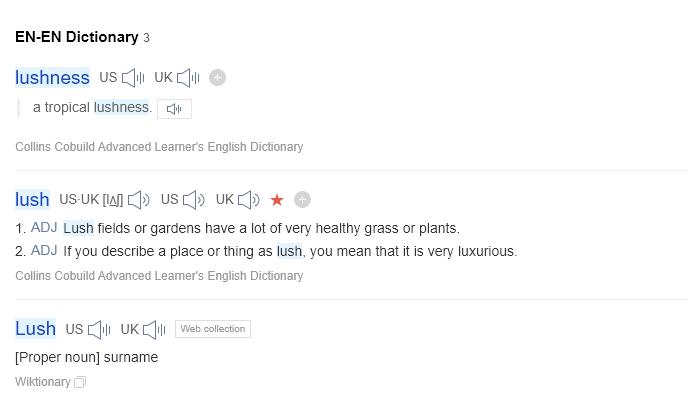 EN-EN Dictionary 3
lushness US UK
a tropical lushness.
Collins Cobuild Advanced Learner's English Dictionary
lush US·UK [lʌʃ] US UK
1. ADJ Lush fields or gardens have a lot of very healthy grass or plants.
2. ADJ If you describe a place or thing as lush, you mean that it is very luxurious.
Collins Cobuild Advanced Learner's English Dictionary
Lush US UK Web collection
[Proper noun] surname
Wiktionary